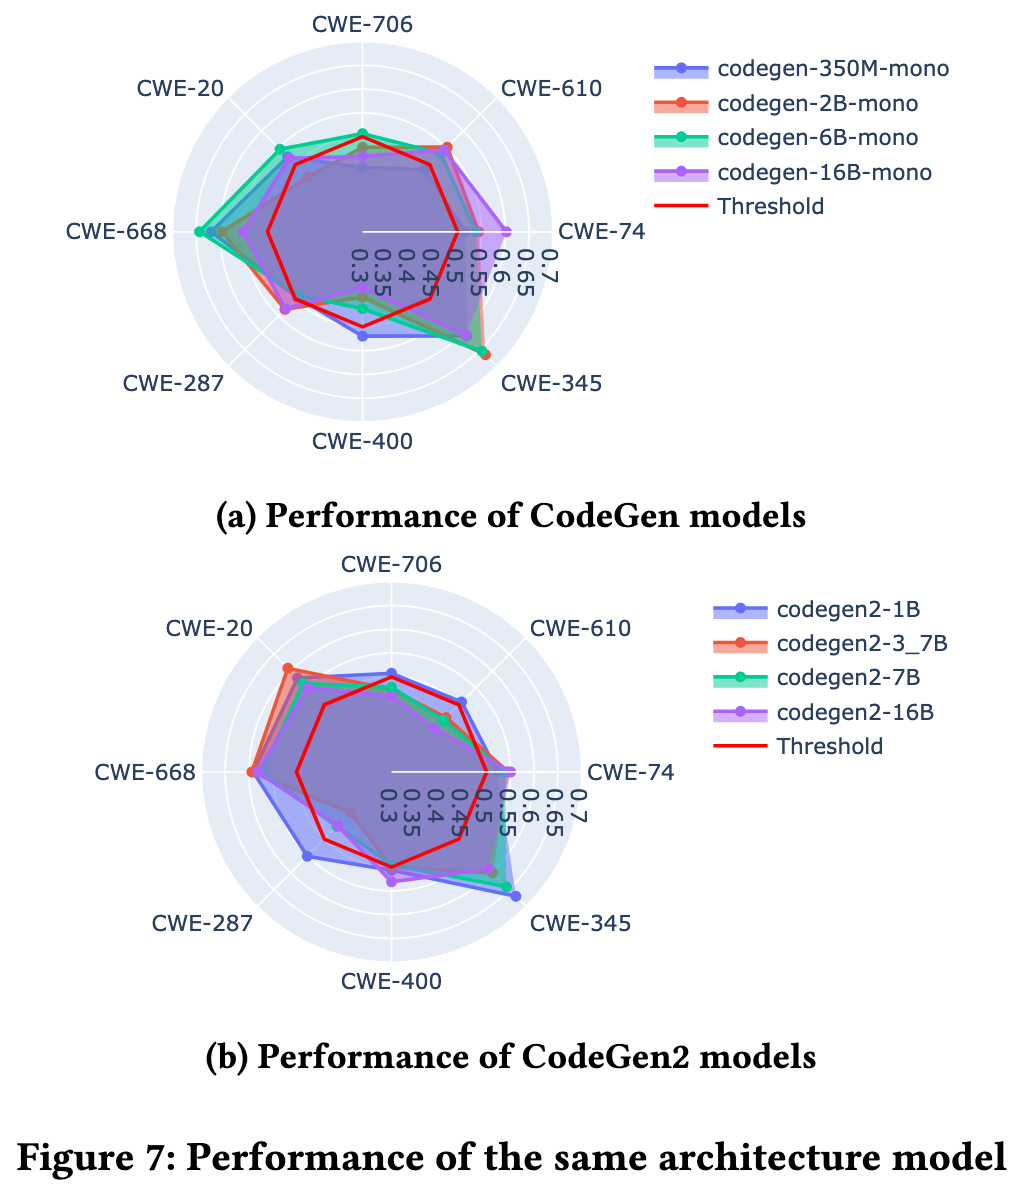 CWE-706
CWE-20
CWE-610
CWE-668
CWE-74
0.3
0.35
0.4
0.45
0.5
0.55
0.6
0.65
0.7
CWE-287
CWE-345
CWE-400
codegen-350M-mono
codegen-2B-mono
codegen-6B-mono
codegen-16B-mono
Threshold
(a) Performance of CodeGen models
CWE-706
CWE-20
CWE-610
CWE-668
CWE-74
0.3
0.35
0.4
0.45
0.5
0.55
0.6
0.65
0.7
CWE-287
CWE-345
CWE-400
codegen2-1B
codegen2-3_7B
codegen2-7B
codegen2-16B
Threshold
(b) Performance of CodeGen2 models
Figure 7: Performance of the same architecture model